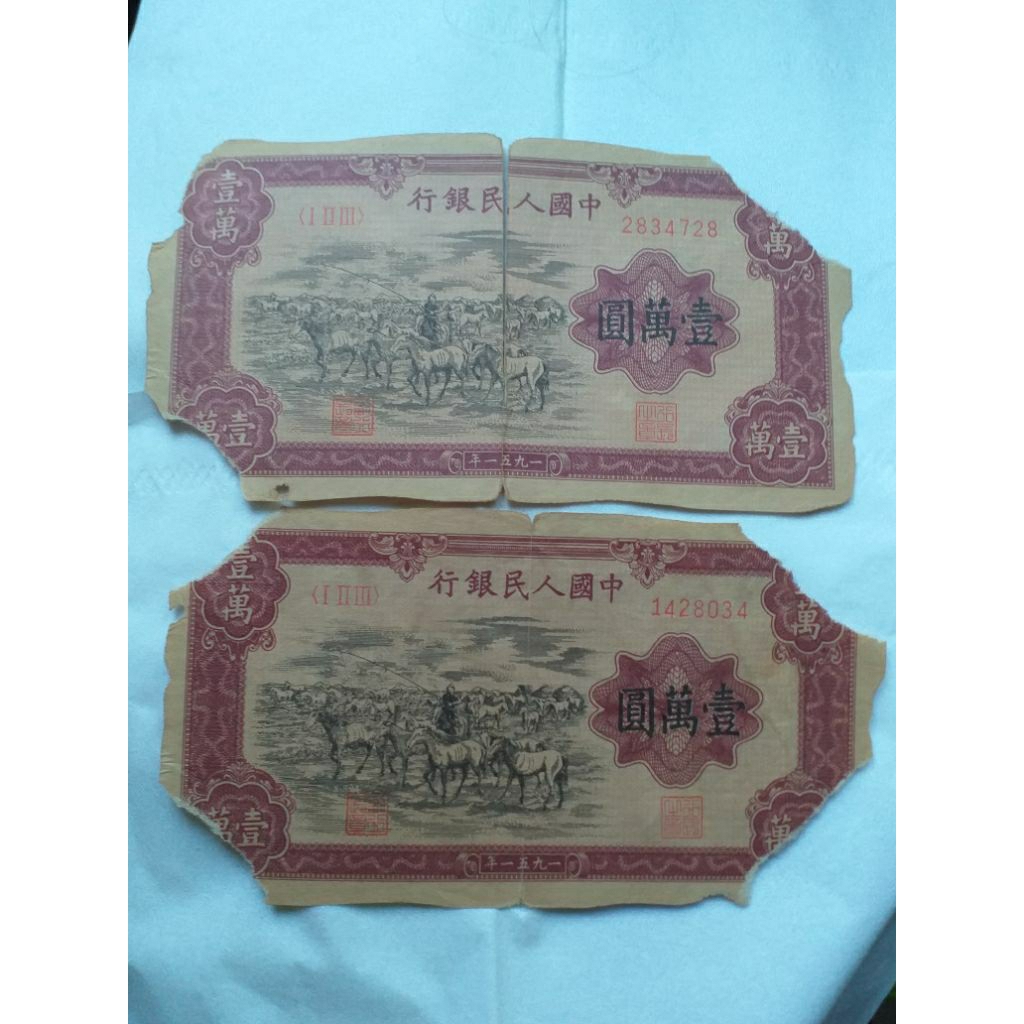 壹萬
中國人民銀行
〈I II III〉
2834728
萬
壹萬圓
壹萬
一九五一年
壹萬
壹萬
中國人民銀行
〈I II III〉
1428034
萬
壹萬圓
壹萬
一九五一年
萬